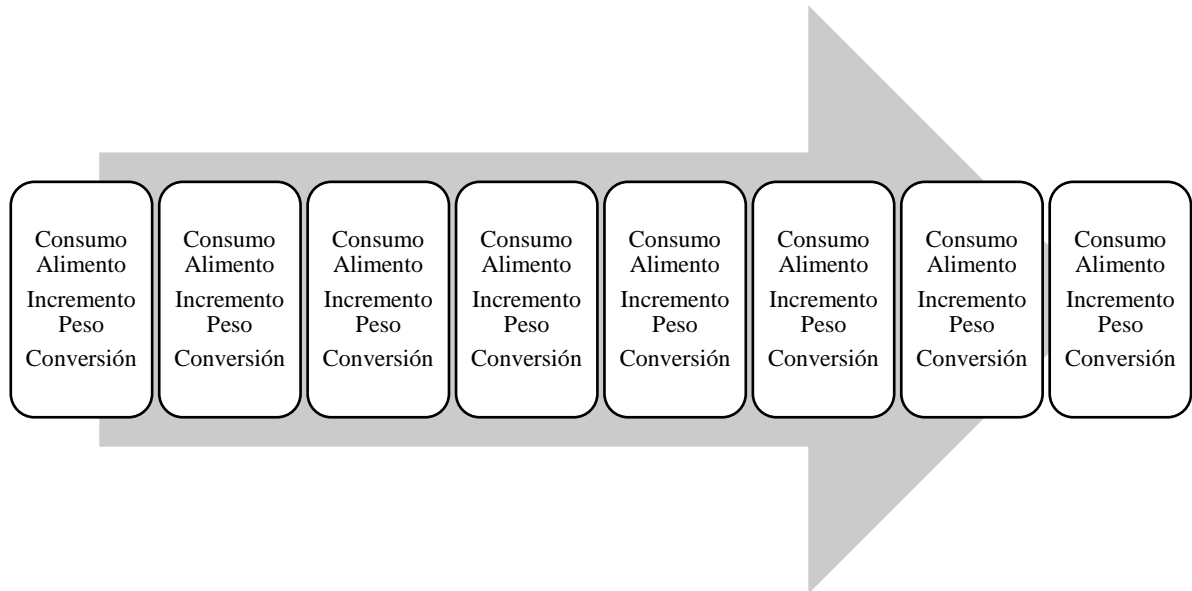 Consumo
Alimento
Incremento
Peso
Conversión
Consumo
Alimento
Incremento
Peso
Conversión
Consumo
Alimento
Incremento
Peso
Conversión
Consumo
Alimento
Incremento
Peso
Conversión
Consumo
Alimento
Incremento
Peso
Conversión
Consumo
Alimento
Incremento
Peso
Conversión
Consumo
Alimento
Incremento
Peso
Conversión
Consumo
Alimento
Incremento
Peso
Conversión